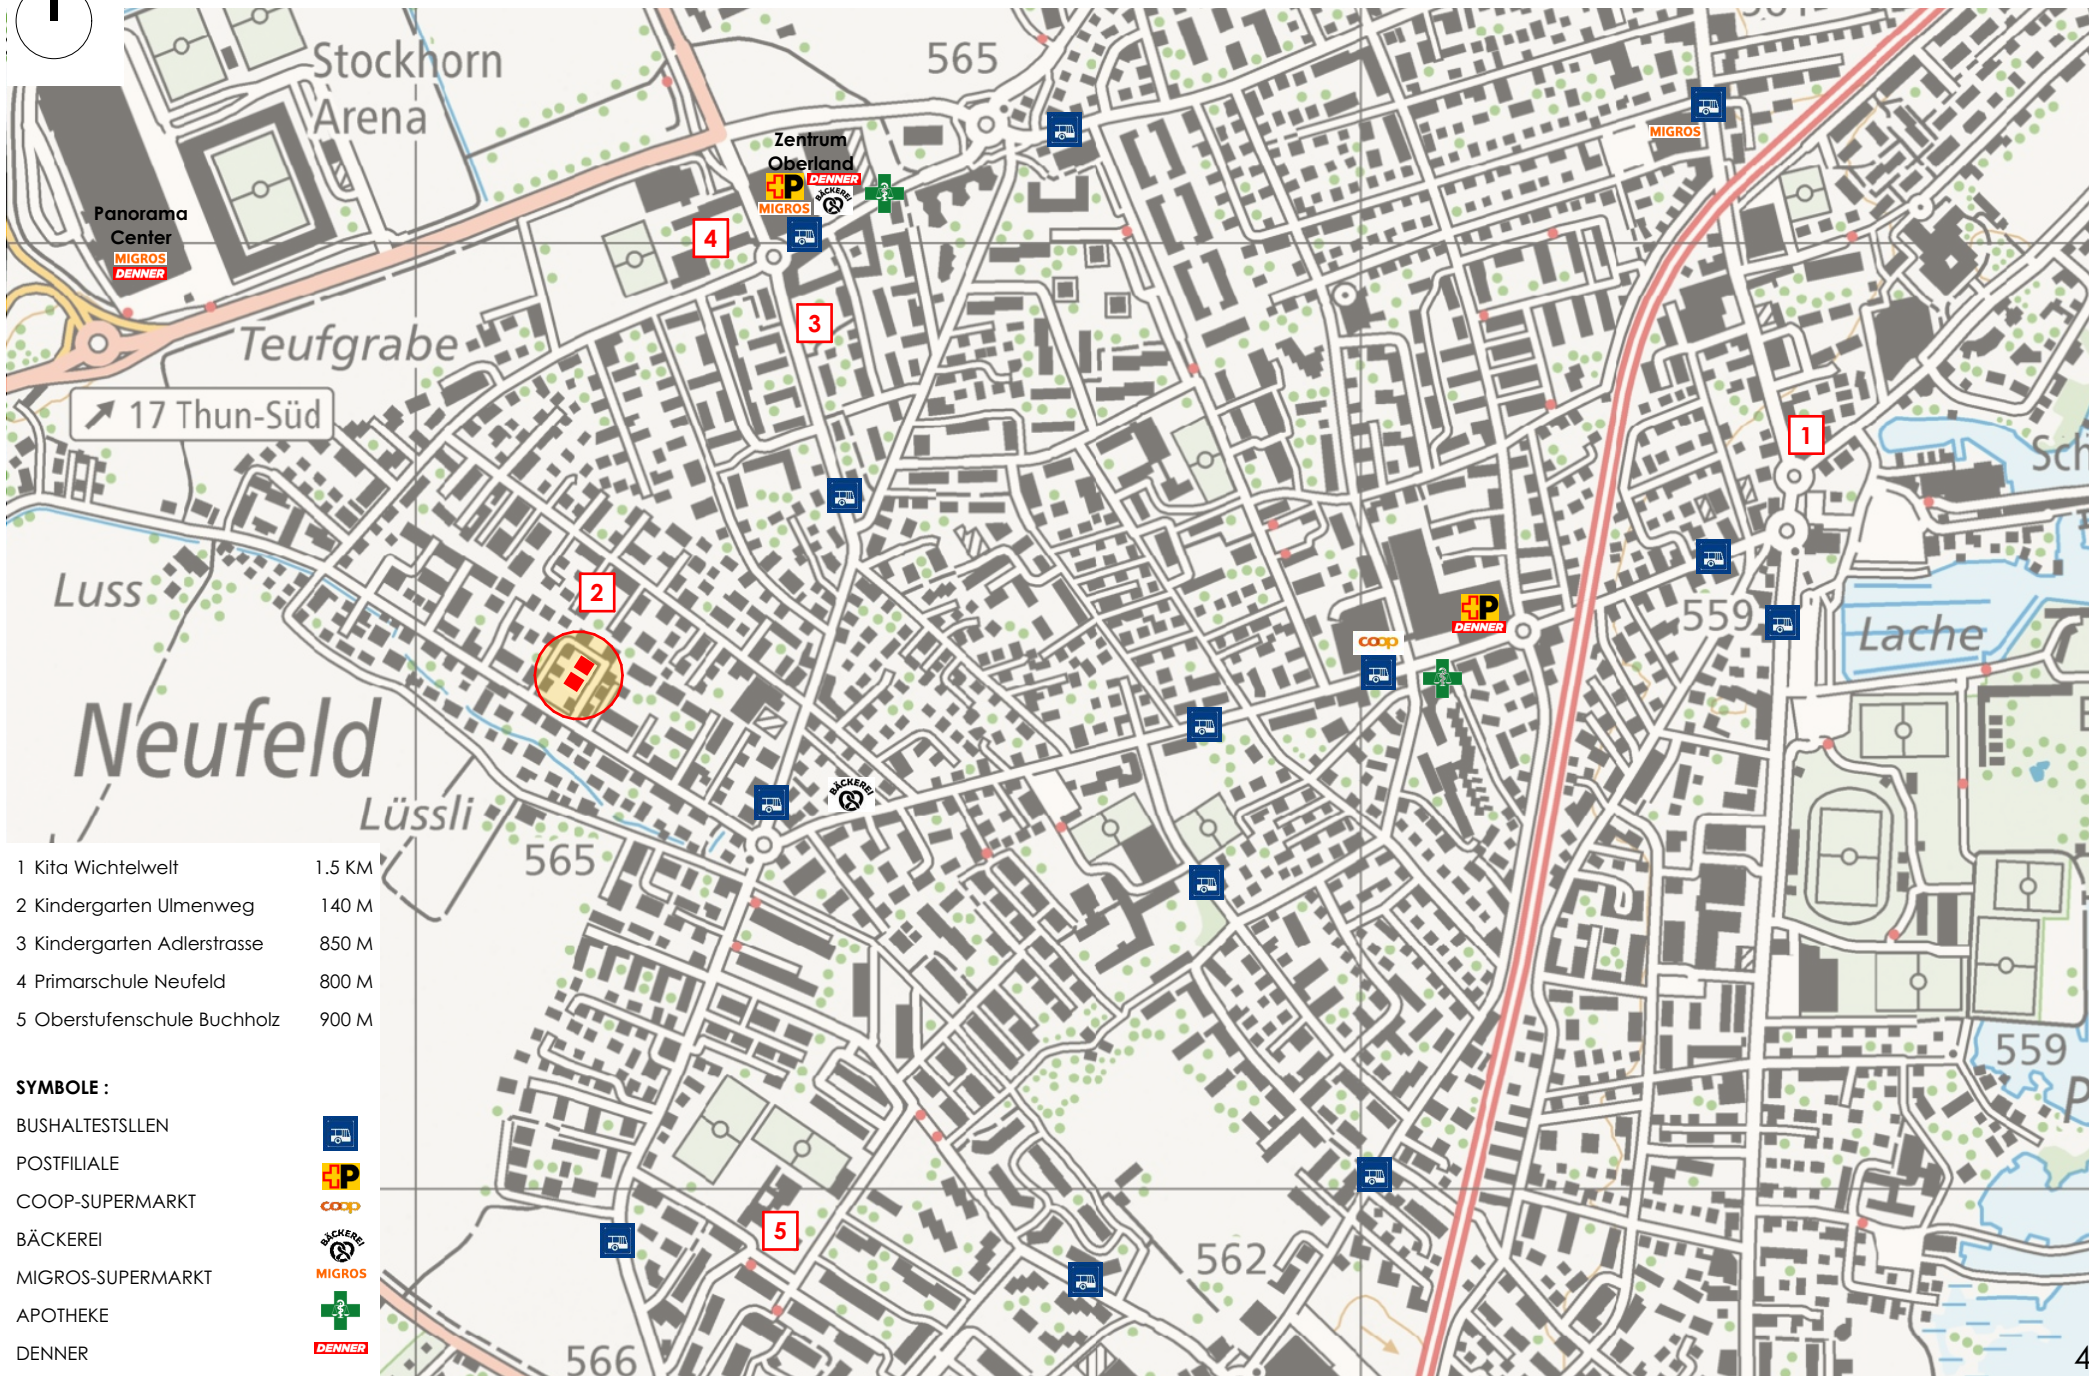 Stockhorn
Arena
565
561
MIGROS
Zentrum
Oberland
P DENNER
MIGROS BÄCKEREI
4
Panorama
Center
MIGROS
DENNER
3
Teufgrabe
17 Thun-Süd
1
Sch
2
Luss
P
DENNER
coop
559
Lache
Neufeld
BÄCKEREI
Lüssli
565
1 Kita Wichtelwelt 1.5 KM
2 Kindergarten Ulmenweg 140 M
3 Kindergarten Adlerstrasse 850 M
4 Primarschule Neufeld 800 M
5 Oberstufenschule Buchholz 900 M
559
P
SYMBOLE :
BUSHALTESTSLLEN
POSTFILIALE P
COOP-SUPERMARKT coop
BÄCKEREI BÄCKEREI
MIGROS-SUPERMARKT MIGROS
APOTHEKE
DENNER DENNER
5
562
566
4